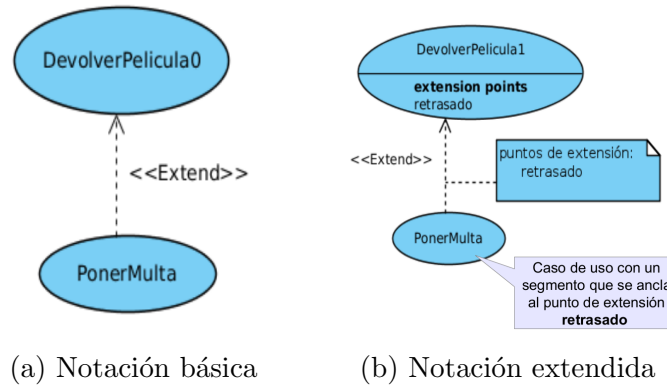 DevolverPelicula0
<<Extend>>
PonerMulta
(a) Notación básica
DevolverPelicula1
extension points
retrasado
<<Extend>>
puntos de extensión:
retrasado
PonerMulta
Caso de uso con un
segmento que se ancla
al punto de extensión
retrasado
(b) Notación extendida